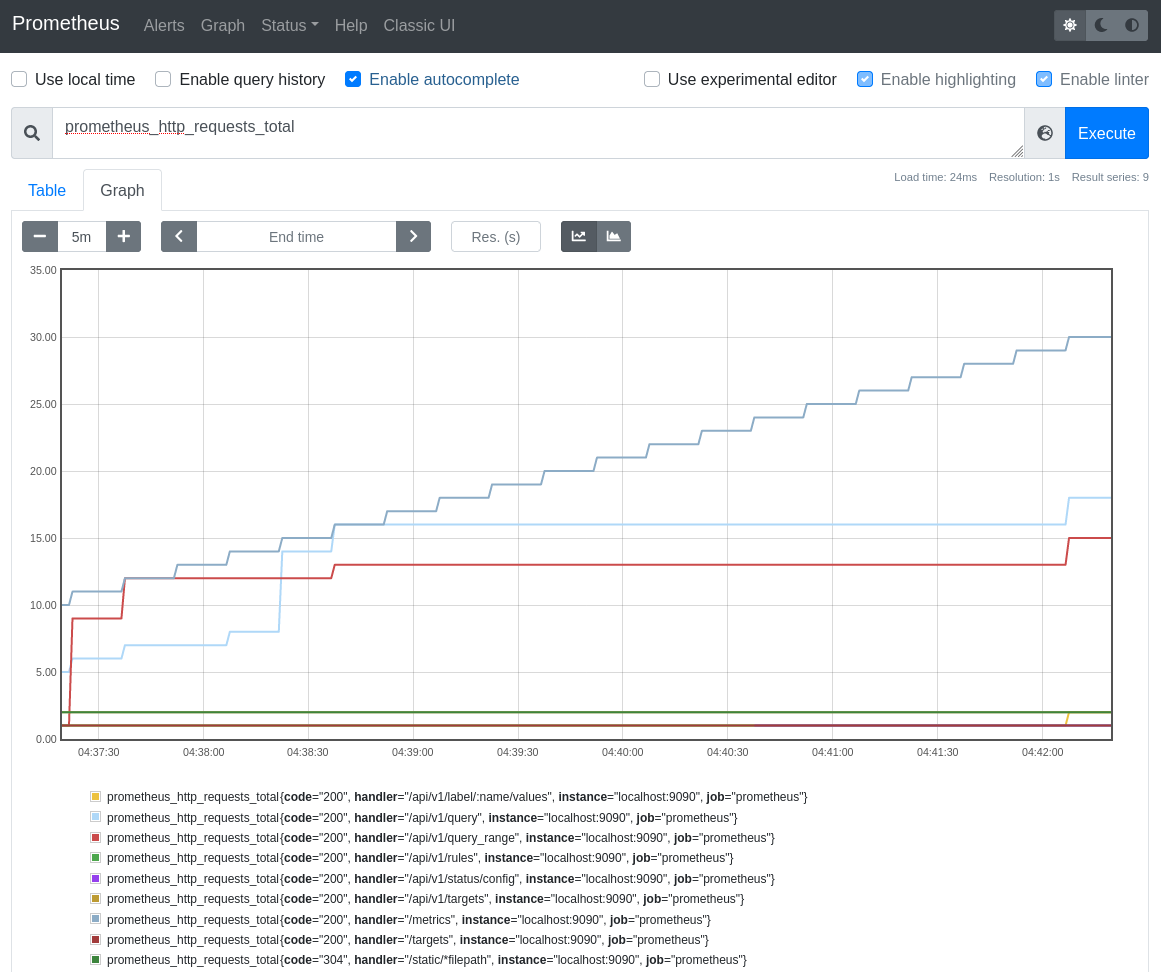 Prometheus Alerts Graph Status Help Classic UI
Use local time Enable query history Enable autocomplete Use experimental editor Enable highlighting Enable linter
prometheus_http_requests_total Execute
Load time: 24ms Resolution: 1s Result series: 9
Table Graph
5m End time Res. (s)
35.00
30.00
25.00
20.00
15.00
10.00
5.00
0.00
04:37:30 04:38:00 04:38:30 04:39:00 04:39:30 04:40:00 04:40:30 04:41:00 04:41:30 04:42:00
prometheus_http_requests_total{code="200", handler="/api/v1/label/:name/values", instance="localhost:9090", job="prometheus"}
prometheus_http_requests_total{code="200", handler="/api/v1/query", instance="localhost:9090", job="prometheus"}
prometheus_http_requests_total{code="200", handler="/api/v1/query_range", instance="localhost:9090", job="prometheus"}
prometheus_http_requests_total{code="200", handler="/api/v1/rules", instance="localhost:9090", job="prometheus"}
prometheus_http_requests_total{code="200", handler="/api/v1/status/config", instance="localhost:9090", job="prometheus"}
prometheus_http_requests_total{code="200", handler="/api/v1/targets", instance="localhost:9090", job="prometheus"}
prometheus_http_requests_total{code="200", handler="/metrics", instance="localhost:9090", job="prometheus"}
prometheus_http_requests_total{code="200", handler="/targets", instance="localhost:9090", job="prometheus"}
prometheus_http_requests_total{code="304", handler="/static/*filepath", instance="localhost:9090", job="prometheus"}